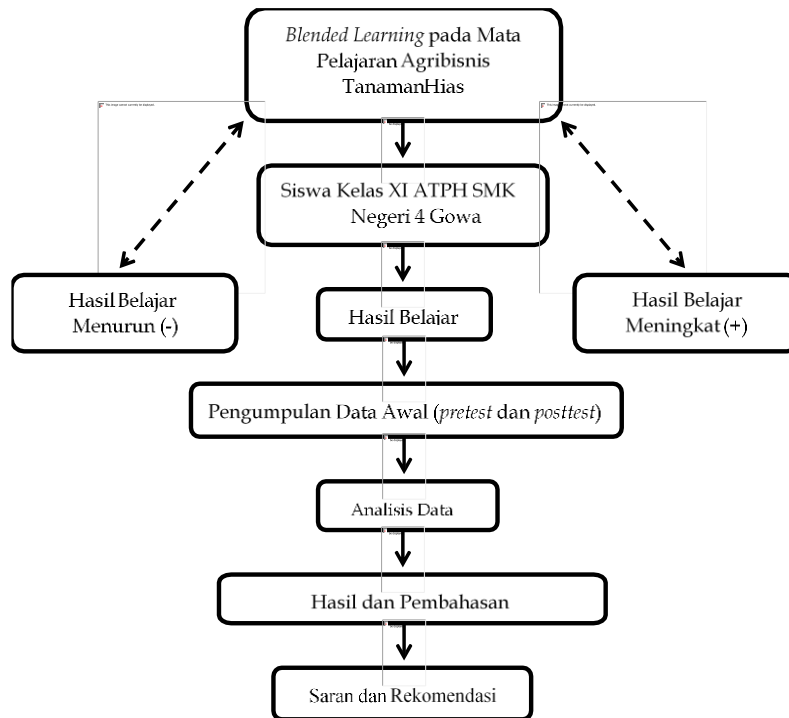 Blended Learning pada Mata
Pelajaran Agribisnis
TanamanHias
Siswa Kelas XI ATPH SMK
Negeri 4 Gowa
Hasil Belajar
Menurun (-)
Hasil Belajar
Hasil Belajar
Meningkat (+)
Pengumpulan Data Awal (pretest dan posttest)
Analisis Data
Hasil dan Pembahasan
Saran dan Rekomendasi